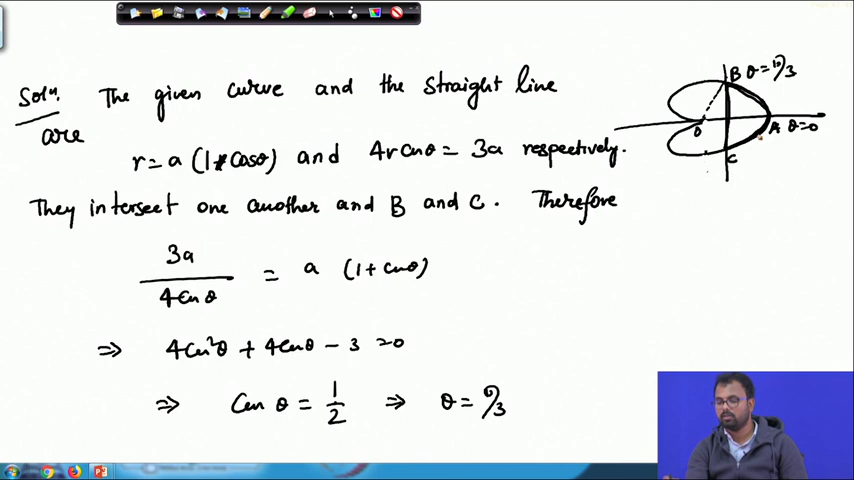 Soln. The given curve and the straight line
are
r = a (1+cosθ) and 4r cosθ = 3a respectively.
They intersect one another and B and C. Therefore
3a / 4cosθ = a (1+cosθ)
⇒ 4cos²θ + 4cosθ - 3 = 0
⇒ cos θ = 1/2 ⇒ θ = π/3
B θ = π/3
O
A θ=0
C